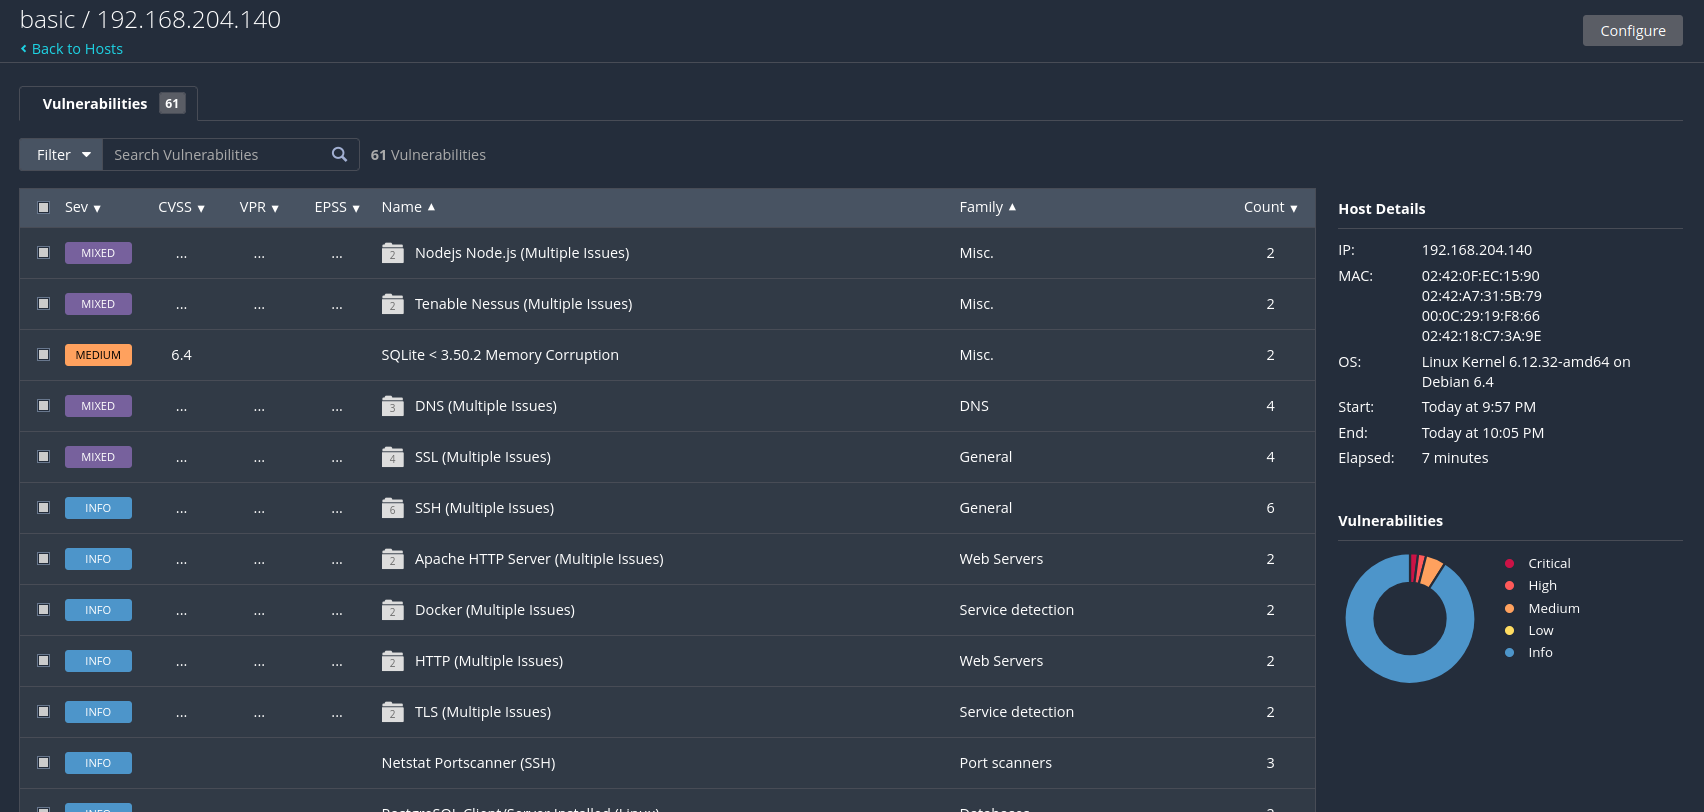 basic / 192.168.204.140
Back to Hosts
Configure
Vulnerabilities 61
Filter Search Vulnerabilities 61 Vulnerabilities
Sev CVSS VPR EPSS Name Family Count
MIXED ... ... ... 2 Nodejs Node.js (Multiple Issues) Misc. 2
MIXED ... ... ... 2 Tenable Nessus (Multiple Issues) Misc. 2
MEDIUM 6.4 SQLite < 3.50.2 Memory Corruption Misc. 2
MIXED ... ... ... 3 DNS (Multiple Issues) DNS 4
MIXED ... ... ... 4 SSL (Multiple Issues) General 4
INFO ... ... ... 6 SSH (Multiple Issues) General 6
INFO ... ... ... 2 Apache HTTP Server (Multiple Issues) Web Servers 2
INFO ... ... ... 2 Docker (Multiple Issues) Service detection 2
INFO ... ... ... 2 HTTP (Multiple Issues) Web Servers 2
INFO ... ... ... 2 TLS (Multiple Issues) Service detection 2
INFO Netstat Portscanner (SSH) Port scanners 3
INFO PostgreSQL Client/Server Installed (Linux) Databases
Host Details
IP: 192.168.204.140
MAC: 02:42:0F:EC:15:90
02:42:A7:31:5B:79
00:0C:29:19:F8:66
02:42:18:C7:3A:9E
OS: Linux Kernel 6.12.32-amd64 on
Debian 6.4
Start: Today at 9:57 PM
End: Today at 10:05 PM
Elapsed: 7 minutes
Vulnerabilities
Critical
High
Medium
Low
Info